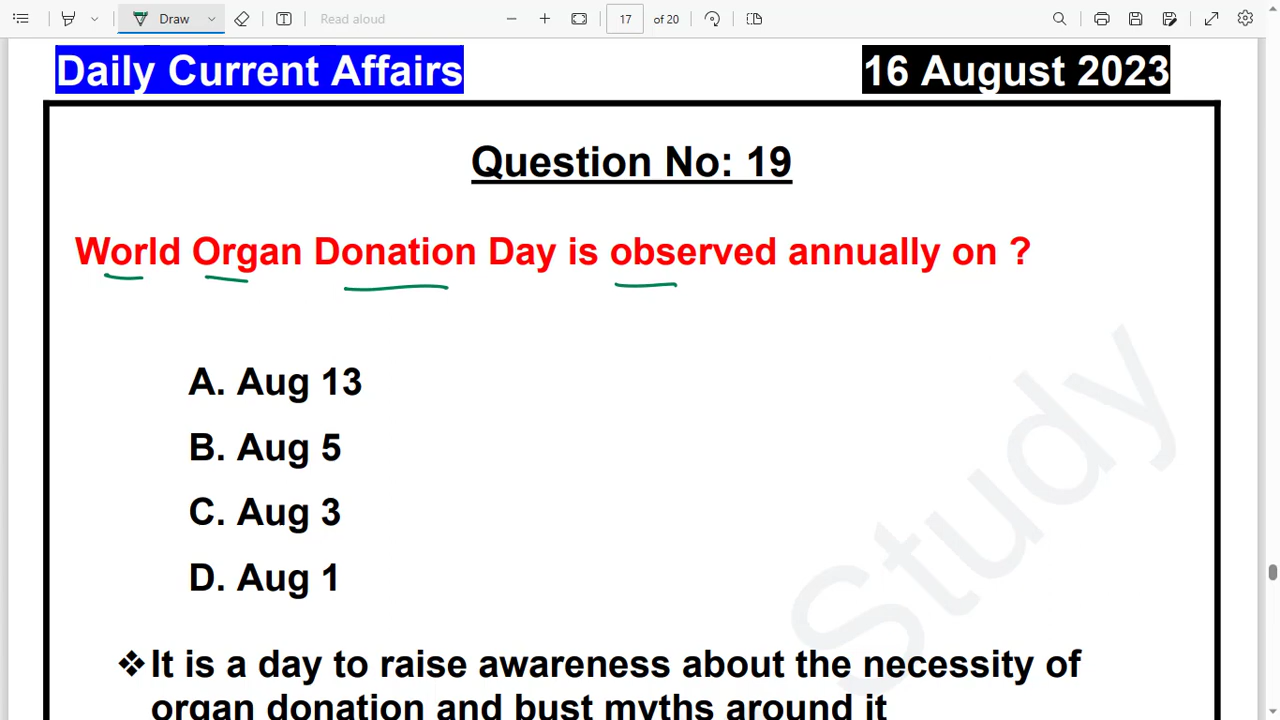 Draw
Read aloud
17
of 20
Daily Current Affairs
16 August 2023
Question No: 19
World Organ Donation Day is observed annually on ?
A. Aug 13
B. Aug 5
C. Aug 3
D. Aug 1
❖It is a day to raise awareness about the necessity of
organ donation and bust myths around it
Study